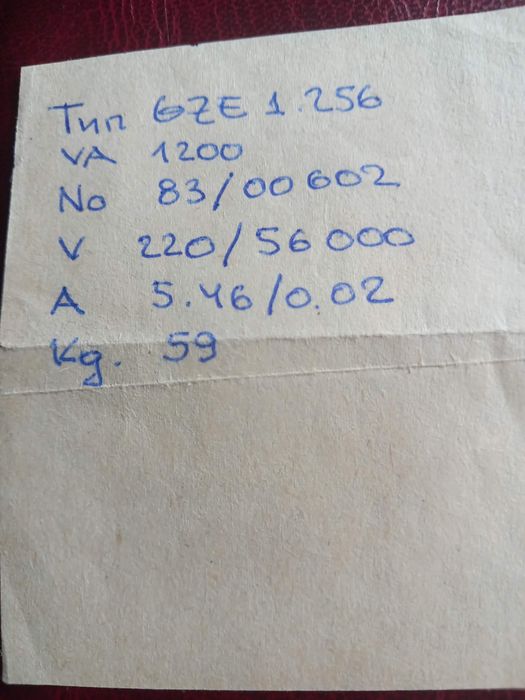 Тип GZE 1.256
VA 1200
No 83/00602
V 220/56000
A 5.46/0.02
Kg. 59